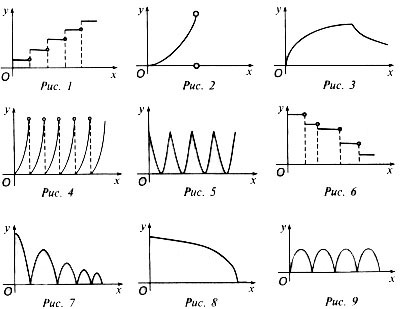 y y y
O x O x O x
Рис. 1 Рис. 2 Рис. 3
y y y
O x O x O x
Рис. 4 Рис. 5 Рис. 6
y y y
O x O x O x
Рис. 7 Рис. 8 Рис. 9